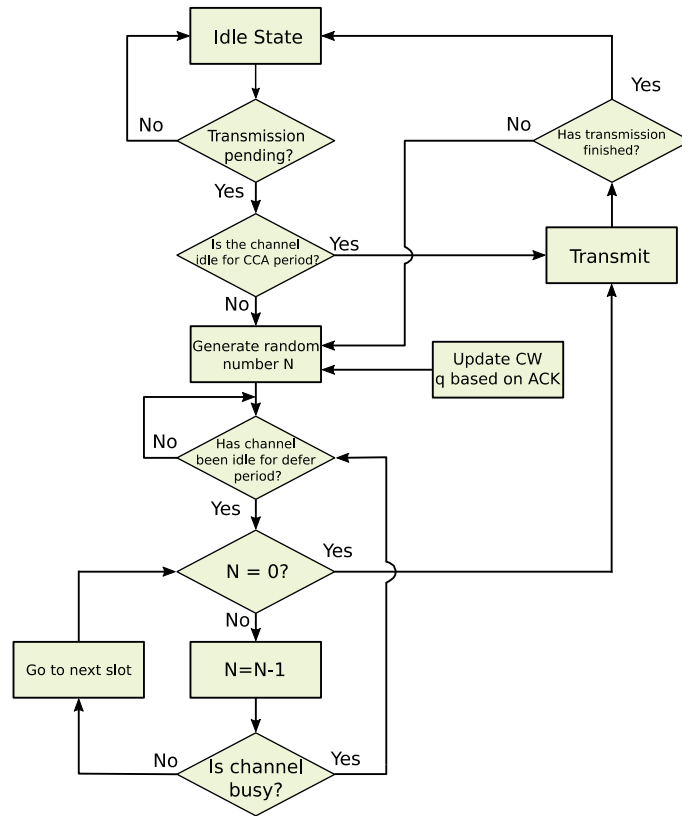 Idle State
Yes
No
No
Transmission
pending?
Has transmission
finished?
Yes
Is the channel
idle for CCA period?
Yes
Transmit
No
Generate random
number N
Update CW
q based on ACK
No
Has channel
been idle for defer
period?
Yes
N = 0?
Yes
No
Go to next slot
N=N-1
No
Is channel
busy?
Yes